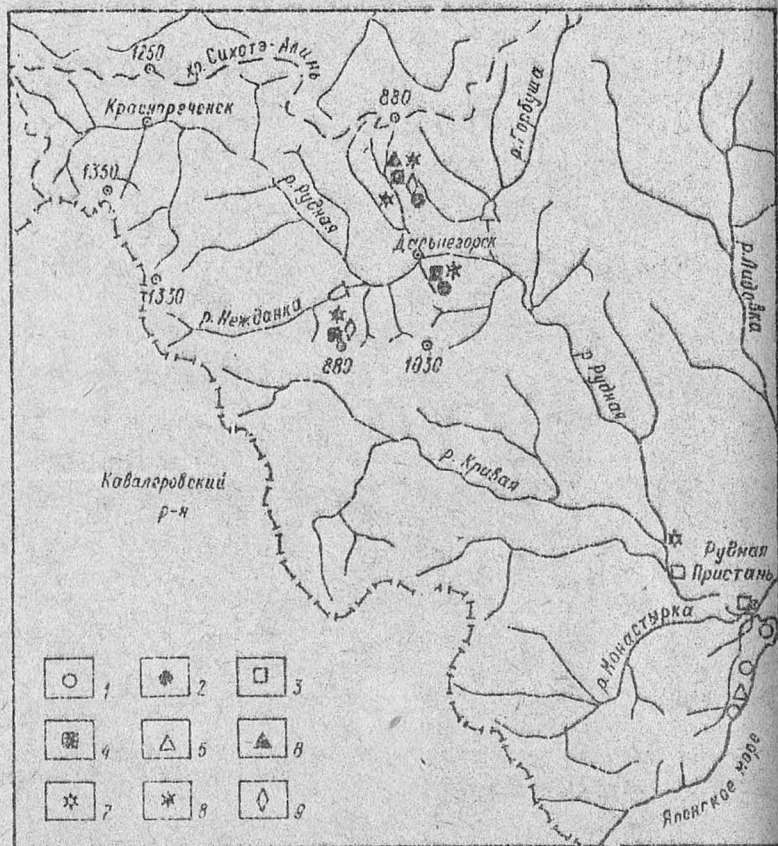 1250
хр. Сихотэ-Алинь
880
Краснореченск
р. Горбуша
1350
р. Рудная
Дальнегорск
р. Лидовка
1330
р. Нежданка
880
1030
р. Рудная
Кавалеровский
р-н
р. Кривая
Рудная
Пристань
р. Монастырка
Японское море
1
2
3
4
5
6
7
8
9